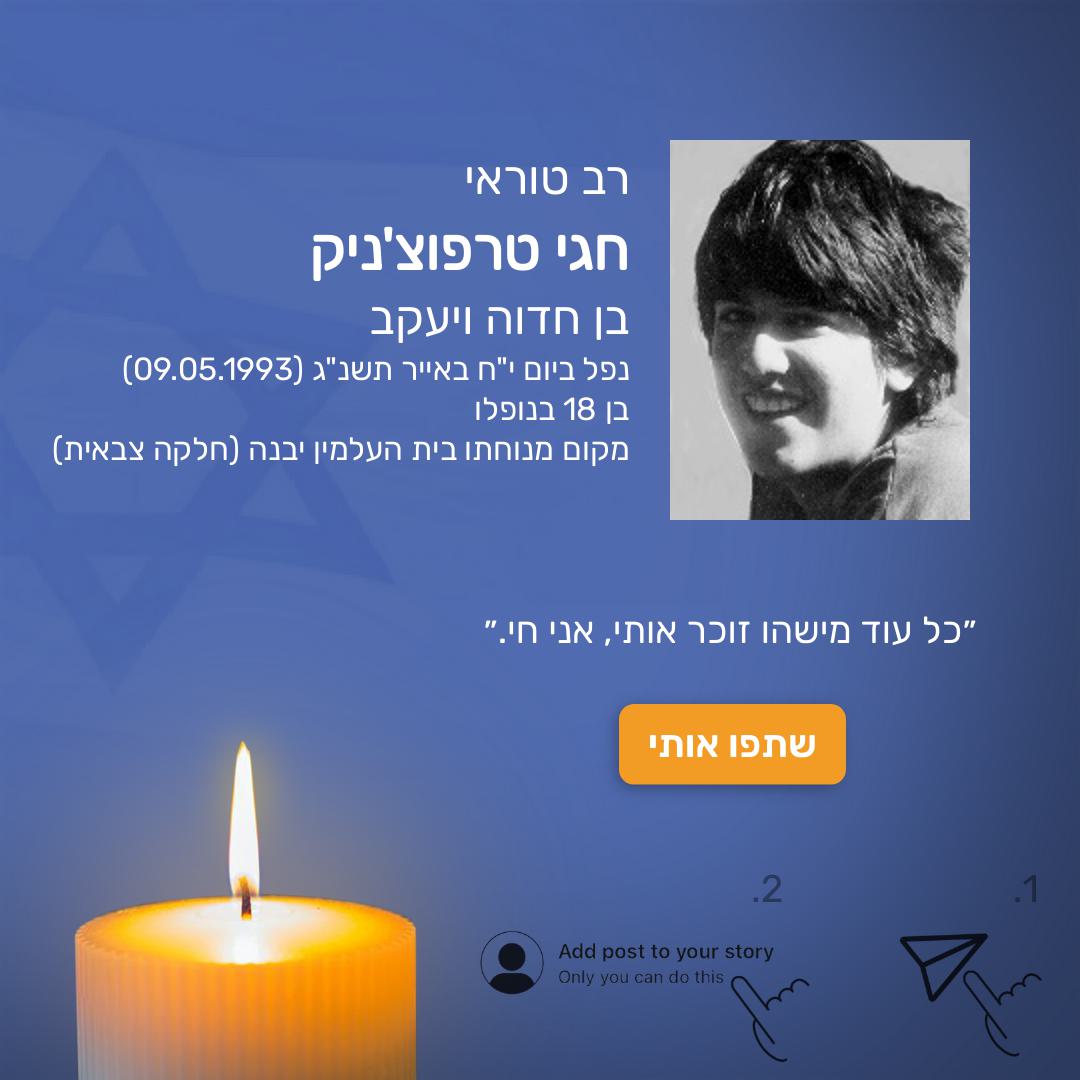 רב טוראי
חגי טרפוצ'ניק
בן חדוה ויעקב
נפל ביום י"ח באייר תשנ"ג (09.05.1993)
בן 18 בנופלו
מקום מנוחתו בית העלמין יבנה (חלקה צבאית)
״כל עוד מישהו זוכר אותי, אני חי.״
שתפו אותי
.1
.2
Add post to your story
Only you can do this